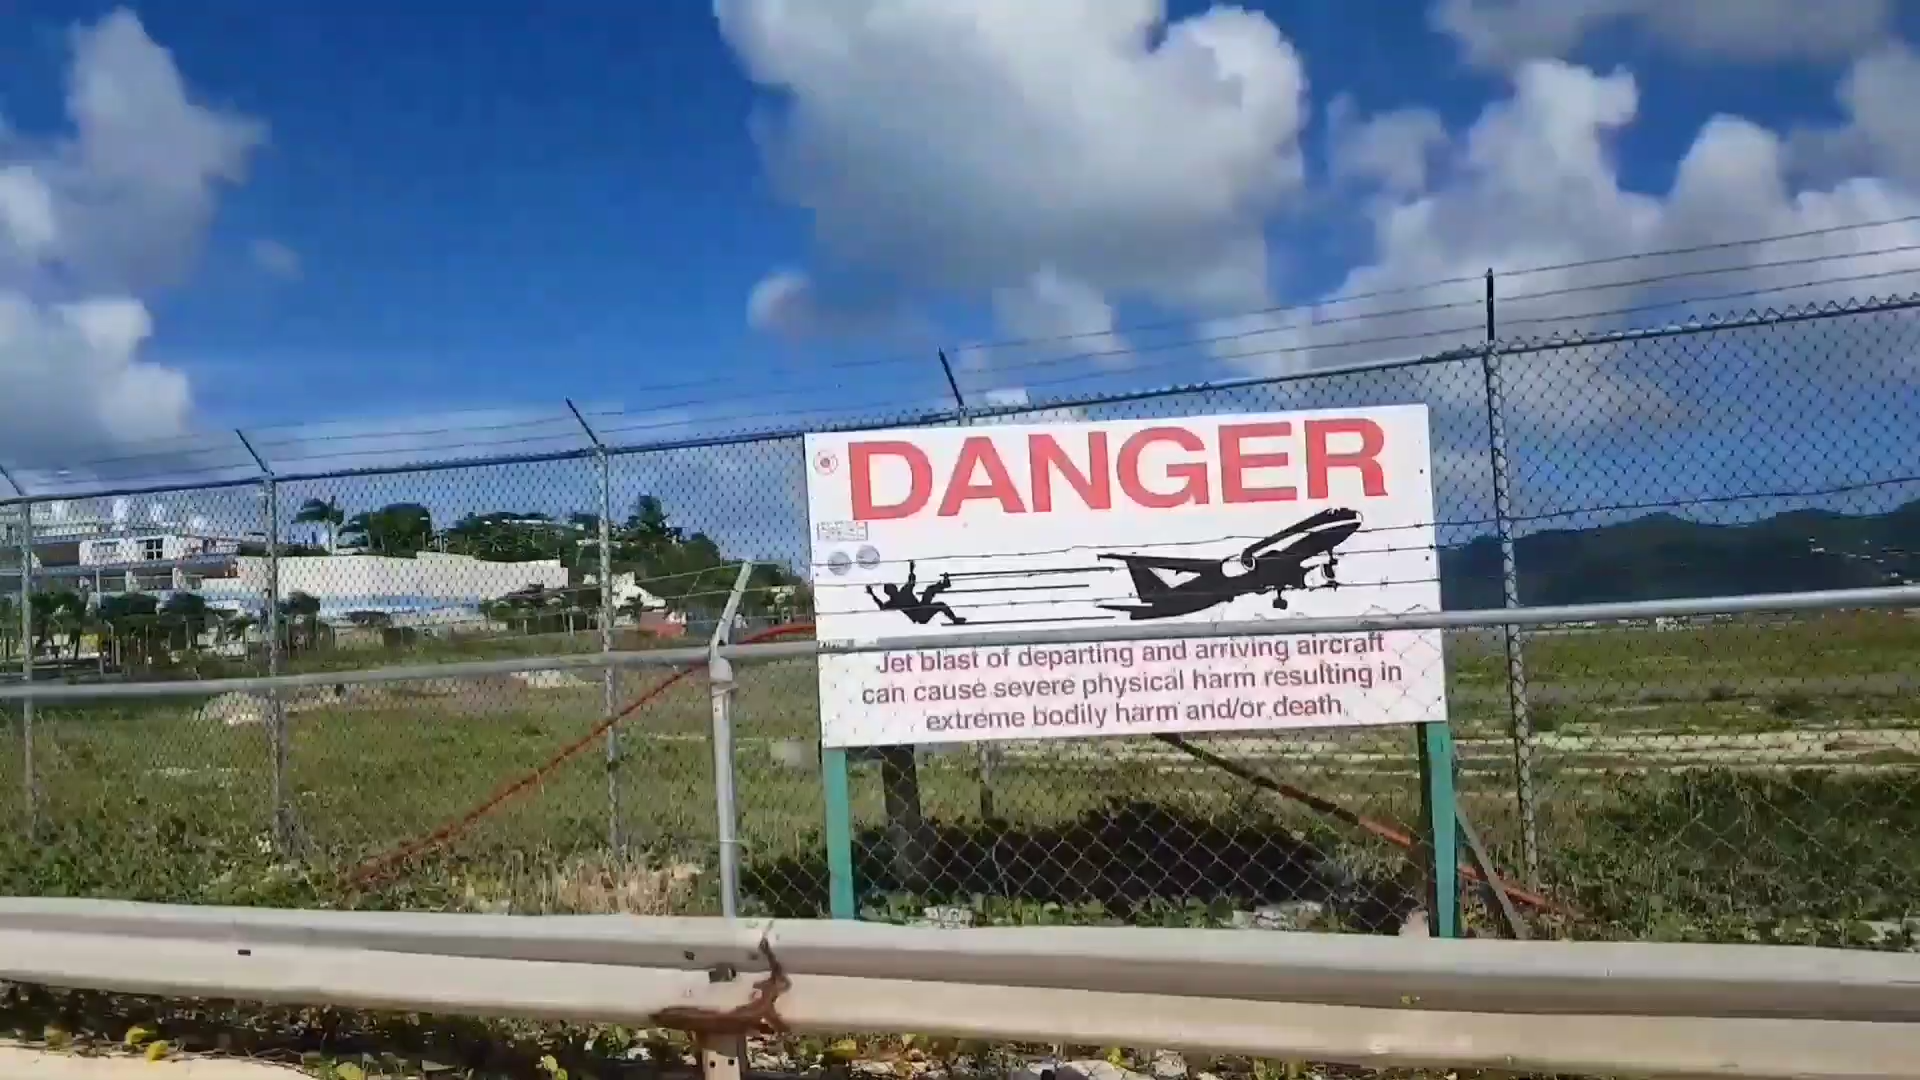 DANGER
Jet blast of departing and arriving aircraft
can cause severe physical harm resulting in
extreme bodily harm and/or death.